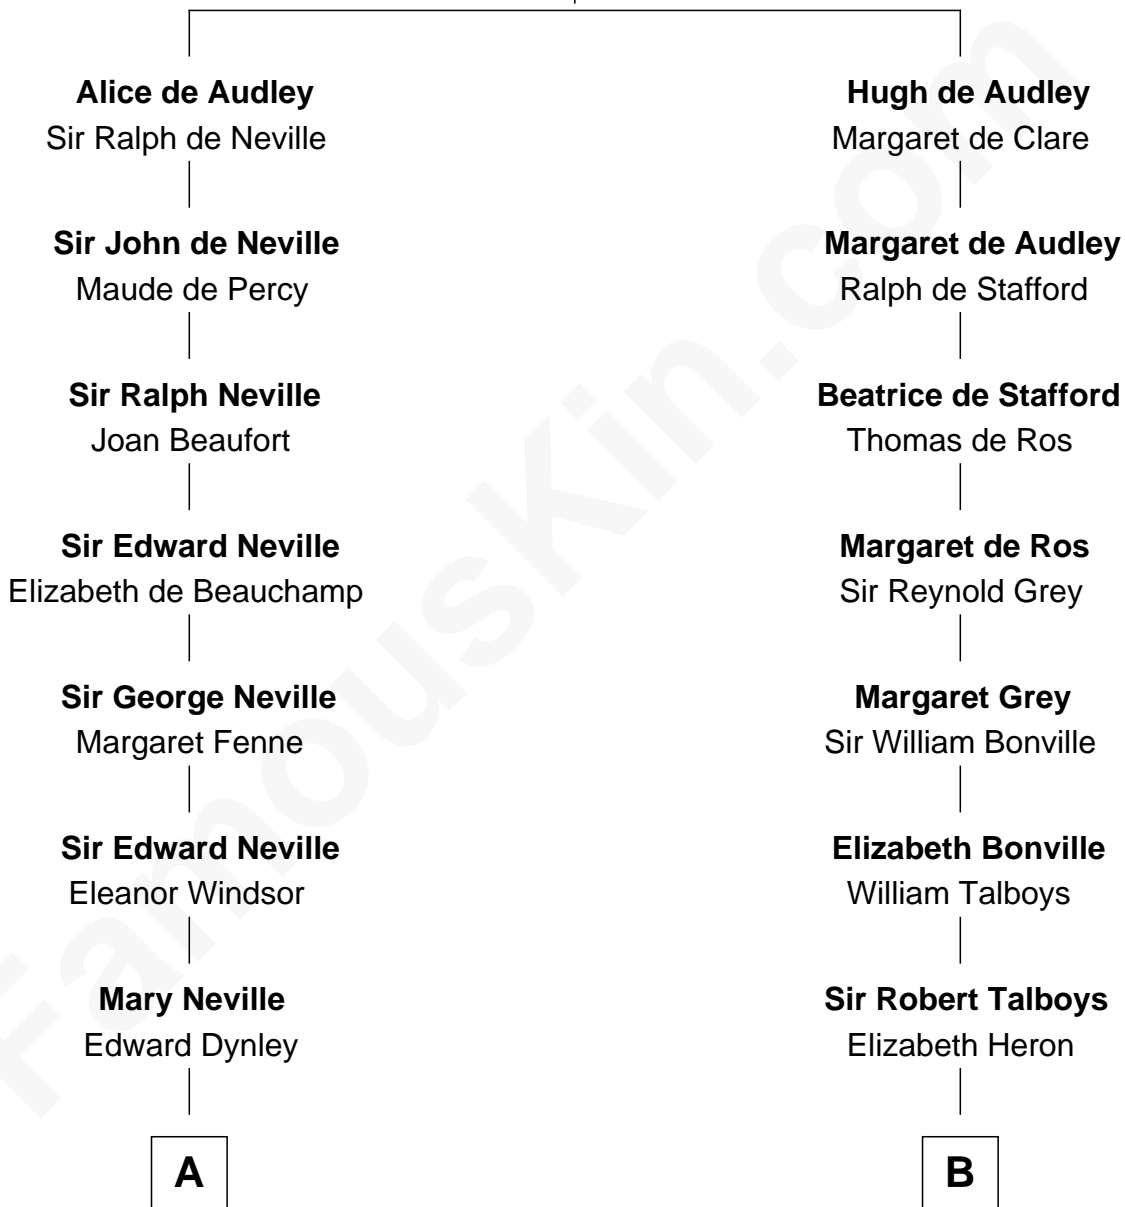 Alice de Audley
Sir Ralph de Neville
Sir John de Neville
Maude de Percy
Sir Ralph Neville
Joan Beaufort
Sir Edward Neville
Elizabeth de Beauchamp
Sir George Neville
Margaret Fenne
Sir Edward Neville
Eleanor Windsor
Mary Neville
Edward Dynley
A
Hugh de Audley
Margaret de Clare
Margaret de Audley
Ralph de Stafford
Beatrice de Stafford
Thomas de Ros
Margaret de Ros
Sir Reynold Grey
Margaret Grey
Sir William Bonville
Elizabeth Bonville
William Talboys
Sir Robert Talboys
Elizabeth Heron
B
FamousKin.com